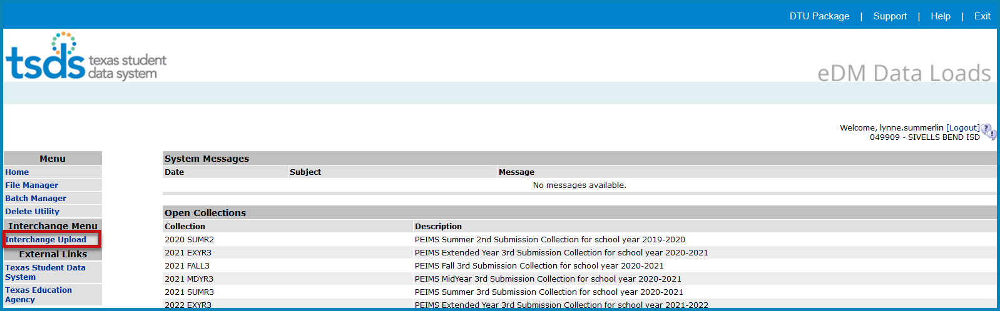 DTU Package | Support | Help | Exit
tsds texas student
data system
eDM Data Loads
Welcome, lynne.summerlin [Logout]
049909 - SIVELLS BEND ISD
Menu
Home
File Manager
Batch Manager
Delete Utility
Interchange Menu
Interchange Upload
External Links
Texas Student Data
System
Texas Education
Agency
System Messages
Date Subject Message
No messages available.
Open Collections
Collection Description
2020 SUMR2 PEIMS Summer 2nd Submission Collection for school year 2019-2020
2021 EXYR3 PEIMS Extended Year 3rd Submission Collection for school year 2020-2021
2021 FALL3 PEIMS Fall 3rd Submission Collection for school year 2020-2021
2021 MDYR3 PEIMS MidYear 3rd Submission Collection for school year 2020-2021
2021 SUMR3 PEIMS Summer 3rd Submission Collection for school year 2020-2021
2022 EXYR3 PEIMS Extended Year 3rd Submission Collection for school year 2021-2022